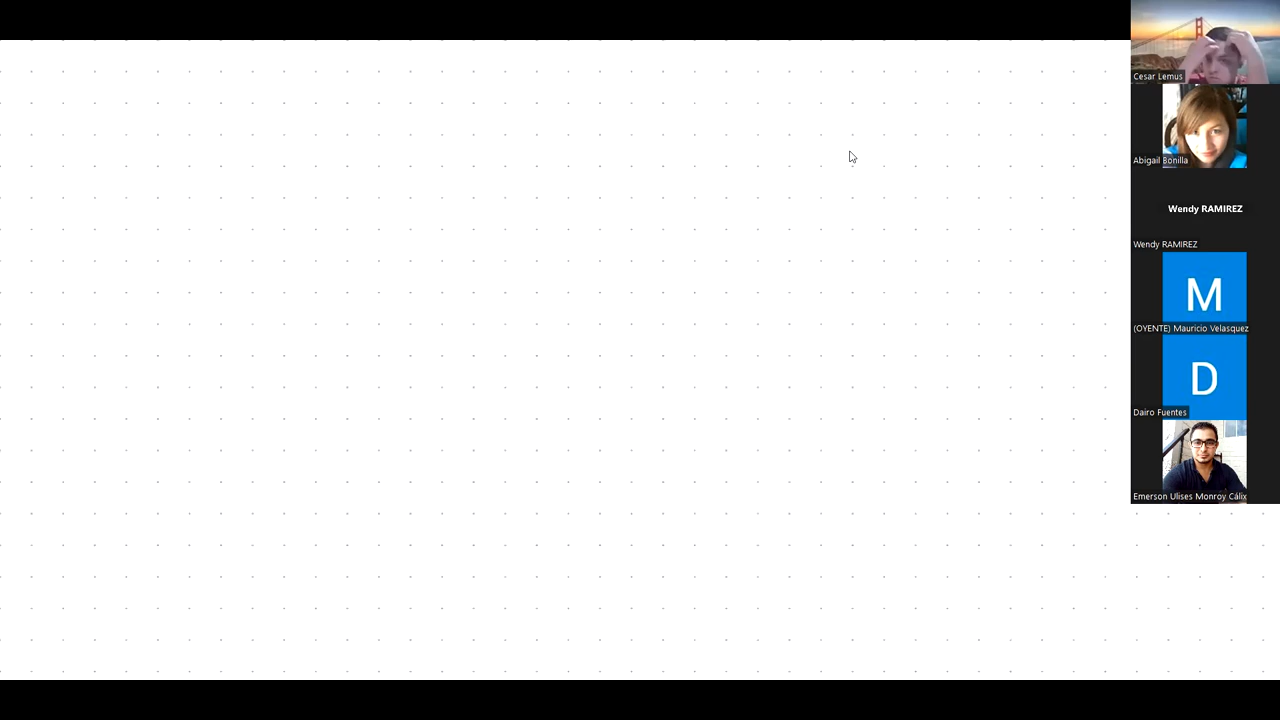 Cesar Lemus
Abigail Bonilla
Wendy RAMIREZ
Wendy RAMIREZ
M
(OYENTE) Mauricio Velasquez
D
Dairo Fuentes
Emerson Ulises Monroy Cálix